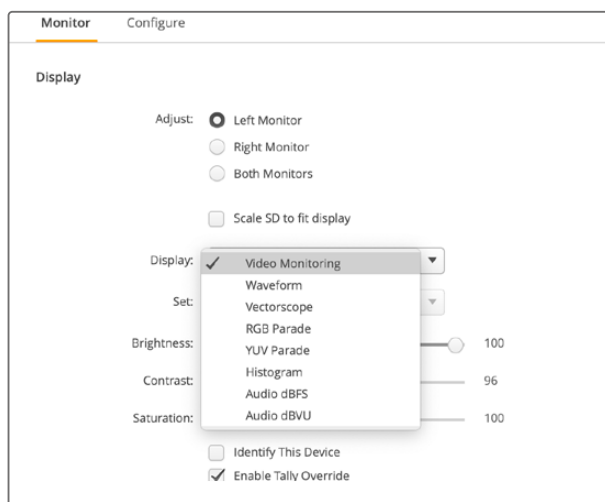 Monitor Configure
Display
Adjust: Left Monitor
Right Monitor
Both Monitors
Scale SD to fit display
Display: Video Monitoring
Waveform
Set: Vectorscope
RGB Parade
Brightness: YUV Parade 100
Histogram
Contrast: Audio dBFS 96
Saturation: Audio dBVU 100
Identify This Device
Enable Tally Override